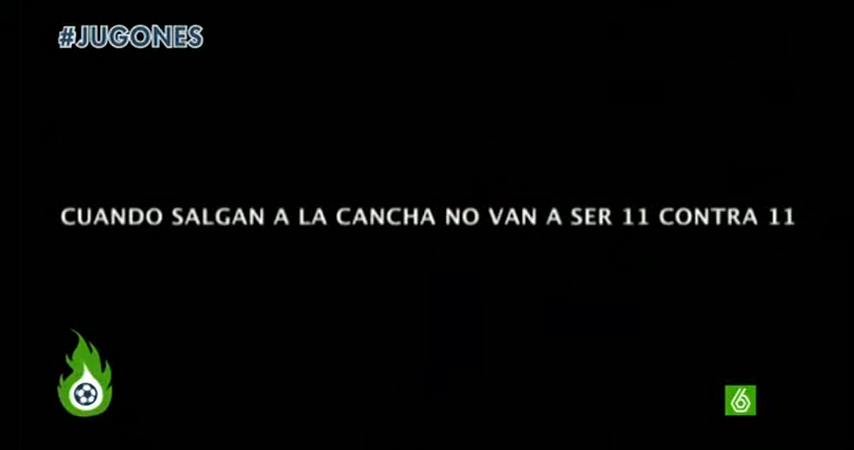 #JUGONES
CUANDO SALGAN A LA CANCHA NO VAN A SER 11 CONTRA 11
6